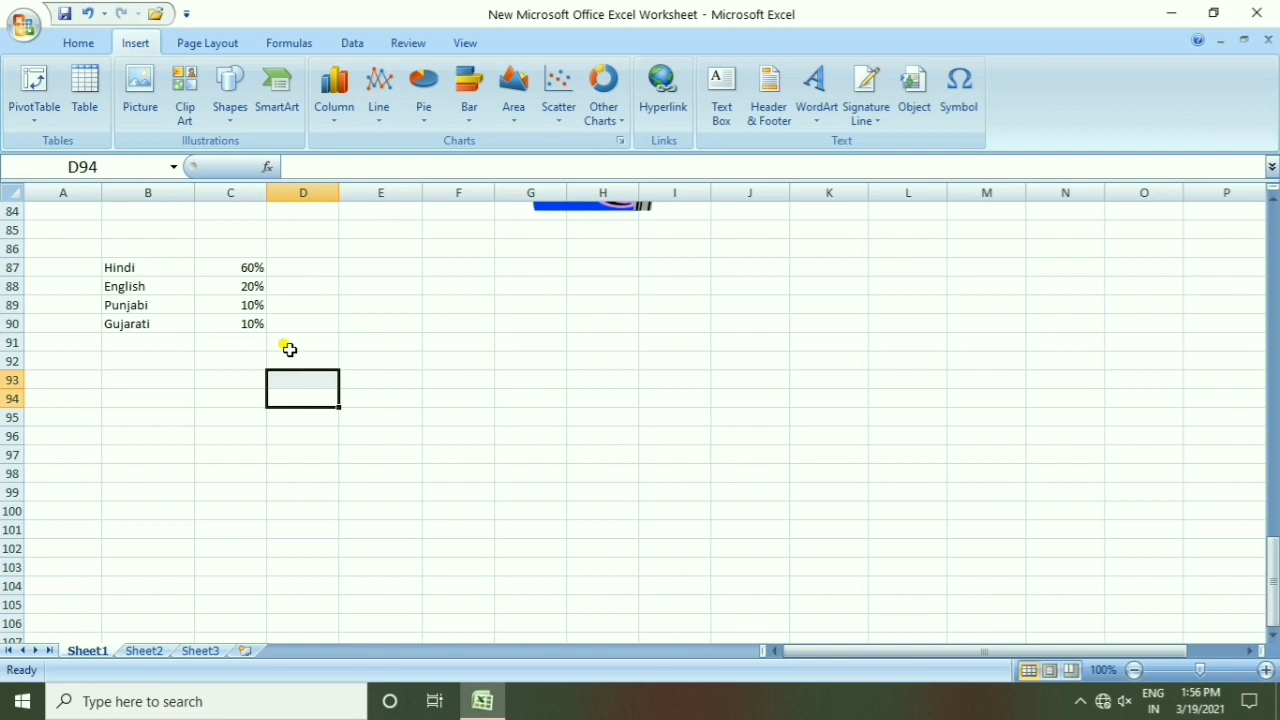 New Microsoft Office Excel Worksheet - Microsoft Excel
Home Insert Page Layout Formulas Data Review View
PivotTable Table Picture Clip Art Shapes SmartArt Column Line Pie Bar Area Scatter Other Charts Hyperlink Text Box Header & Footer WordArt Signature Line Object Symbol
Tables Illustrations Charts Links Text
D94 fx
A B C D E F G H I J K L M N O P
84
85
86
87 Hindi 60%
88 English 20%
89 Punjabi 10%
90 Gujarati 10%
91
92
93
94
95
96
97
98
99
100
101
102
103
104
105
106
107
Sheet1 Sheet2 Sheet3
Ready 100%
Type here to search
ENG 1:56 PM
IN 3/19/2021